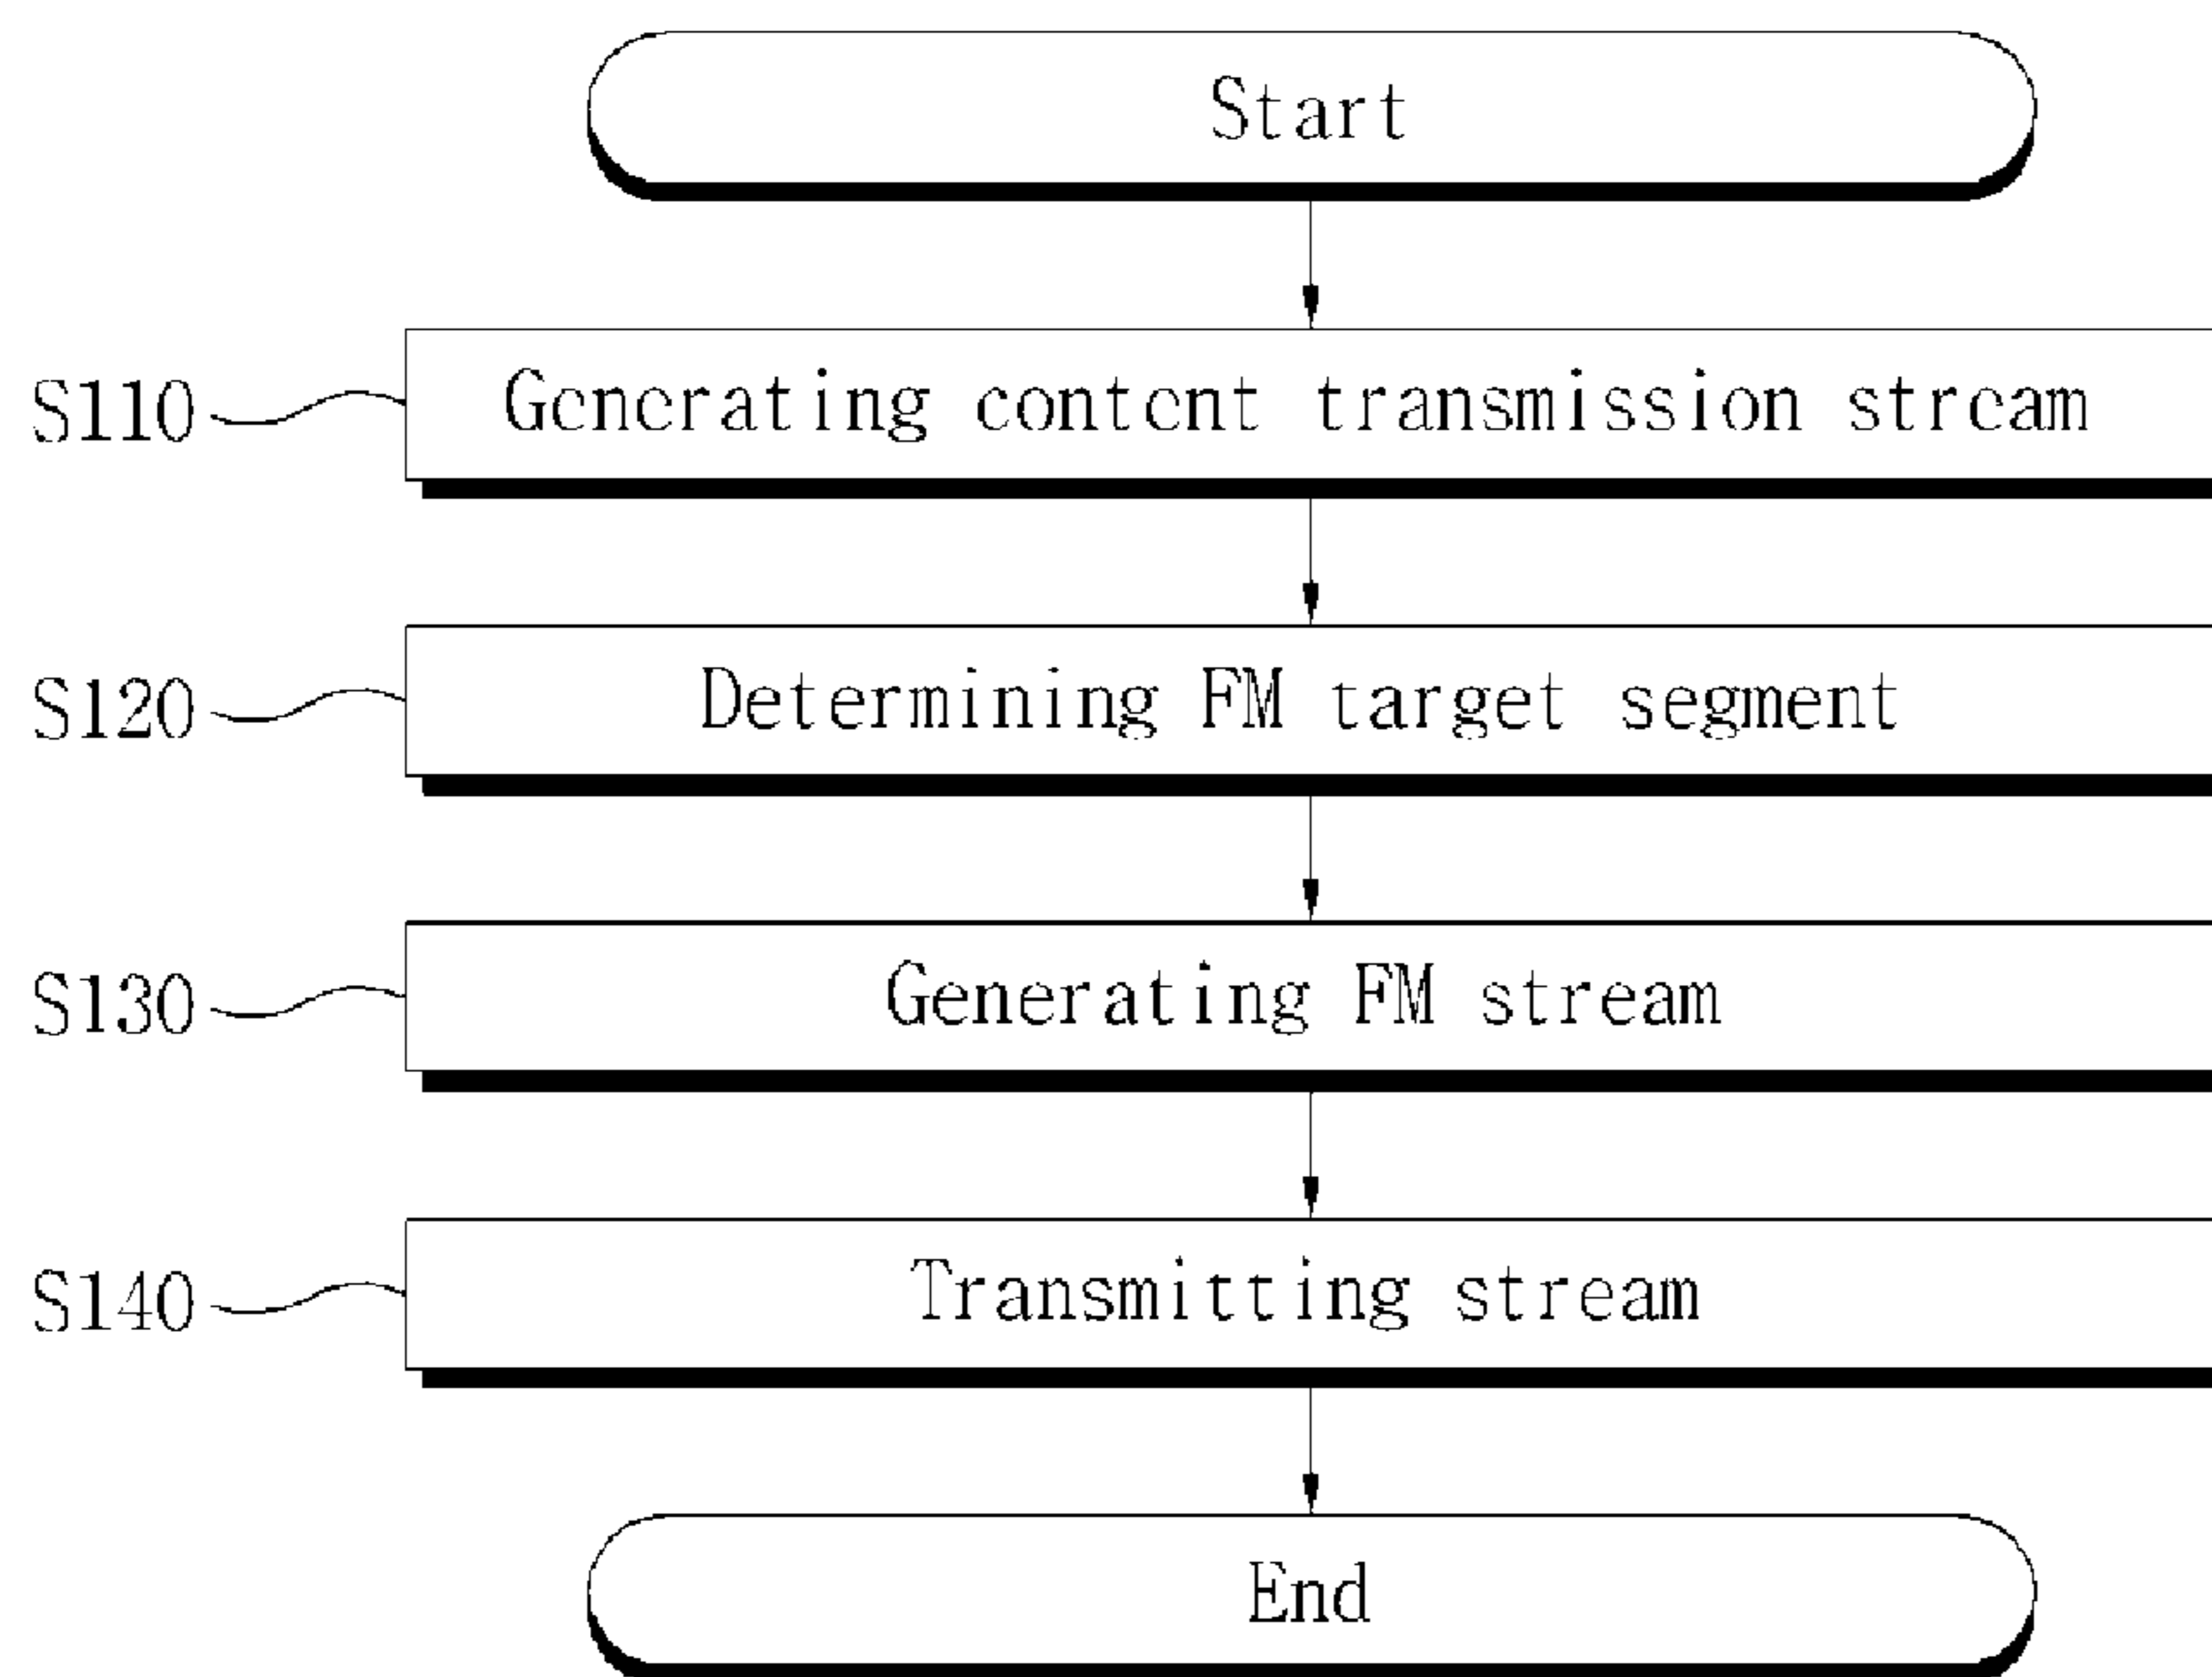 Start
S110 Generating content transmission stream
S120 Determining FM target segment
S130 Generating FM stream
S140 Transmitting stream
End